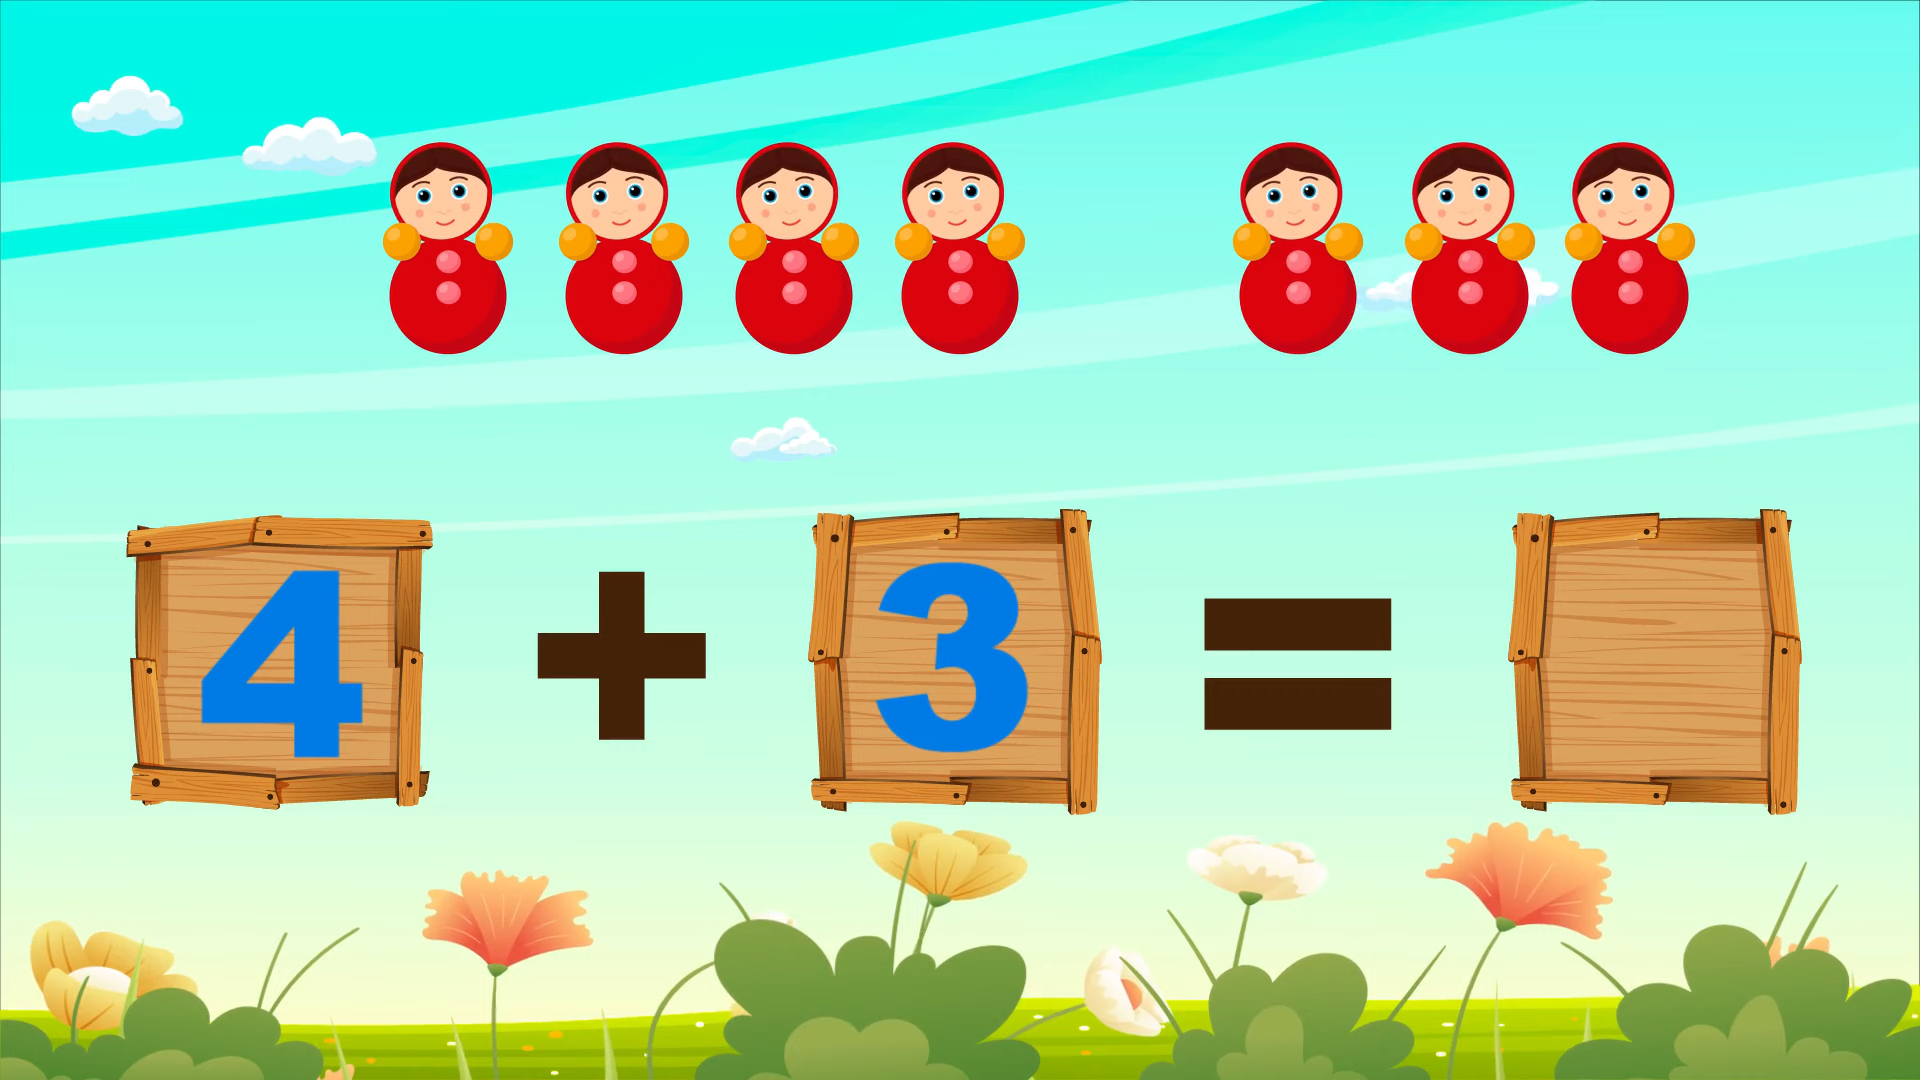 4 + 3 =